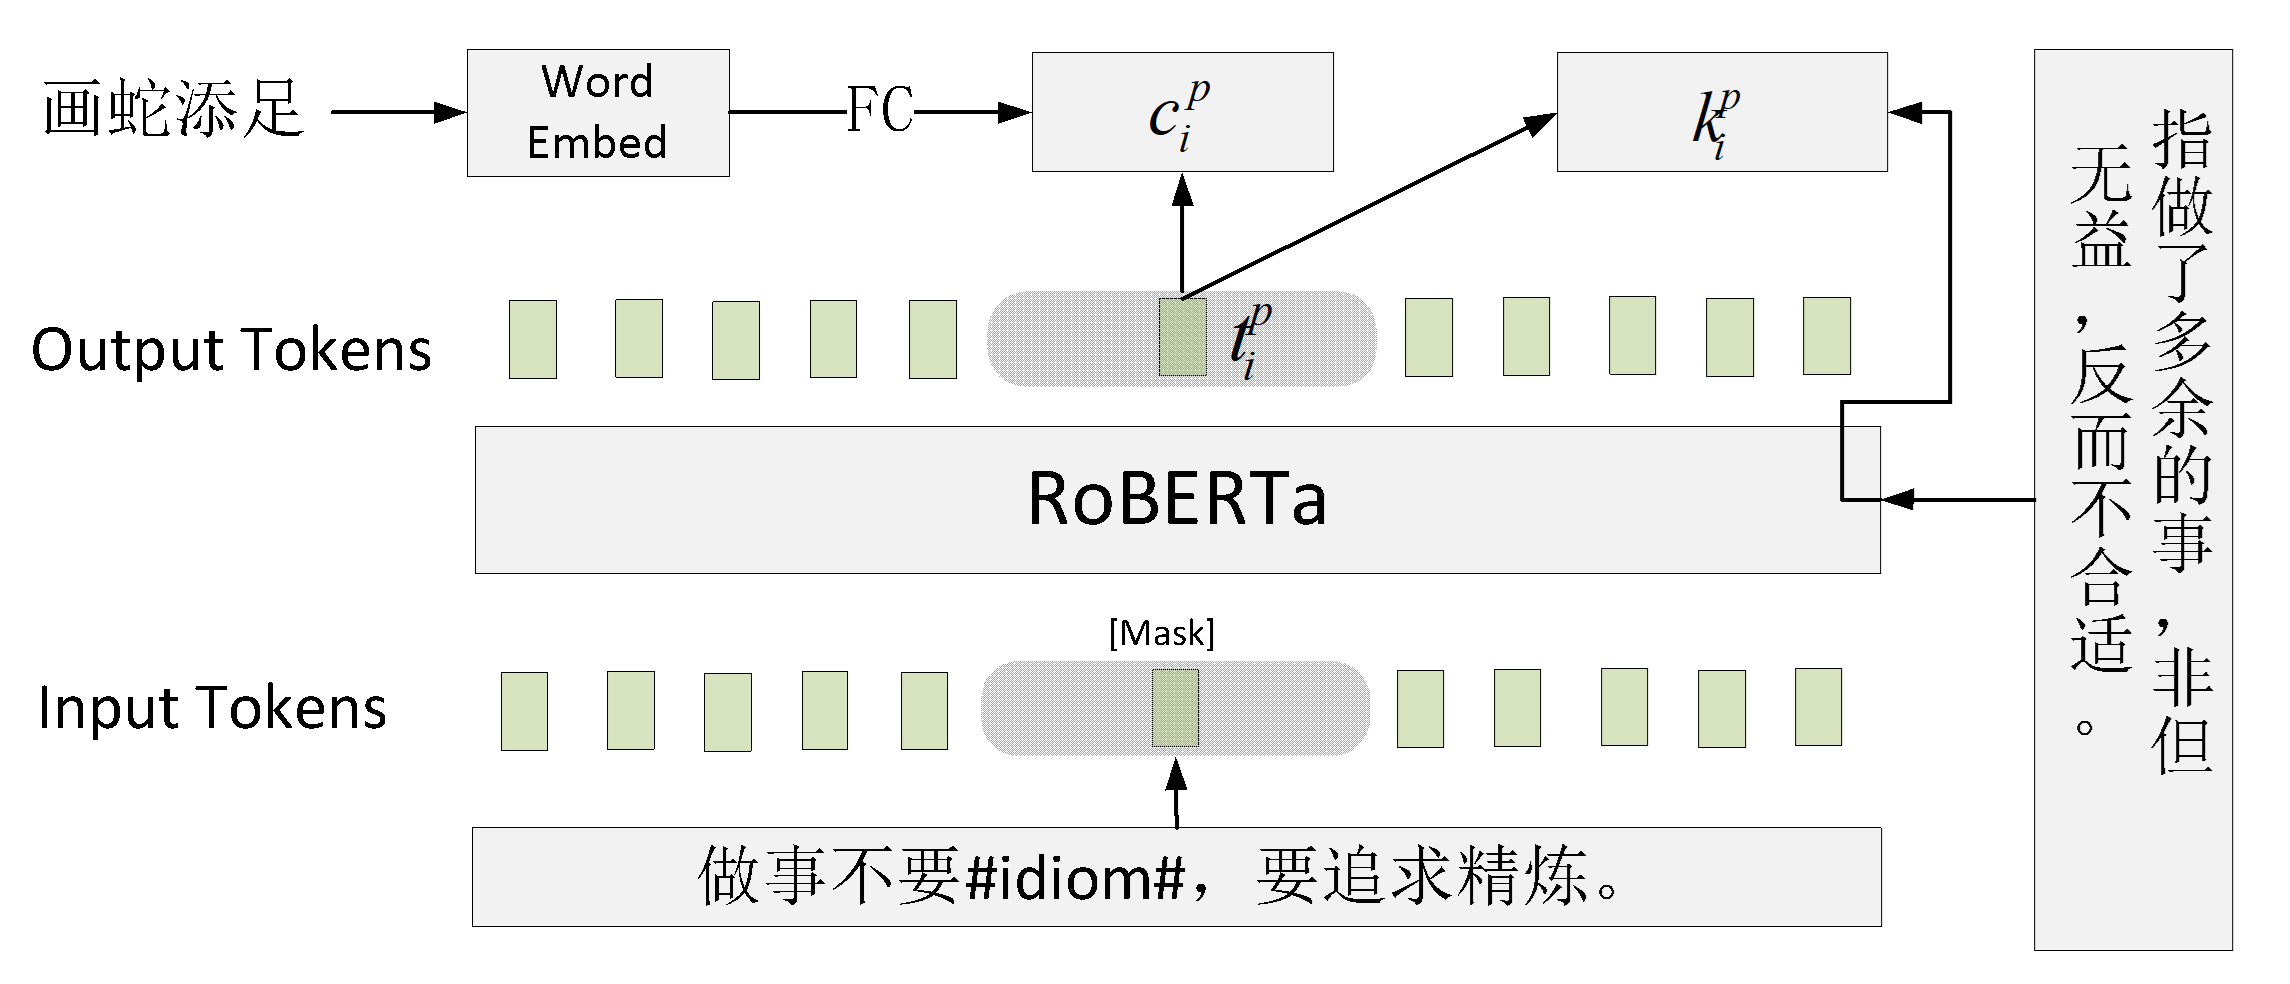 画蛇添足
Word
Embed
FC
c_i^p
k_i^p
指做了多余的事，非但
无益，反而不合适。
Output Tokens
t_i^p
RoBERTa
[Mask]
Input Tokens
做事不要#idiom#，要追求精炼。